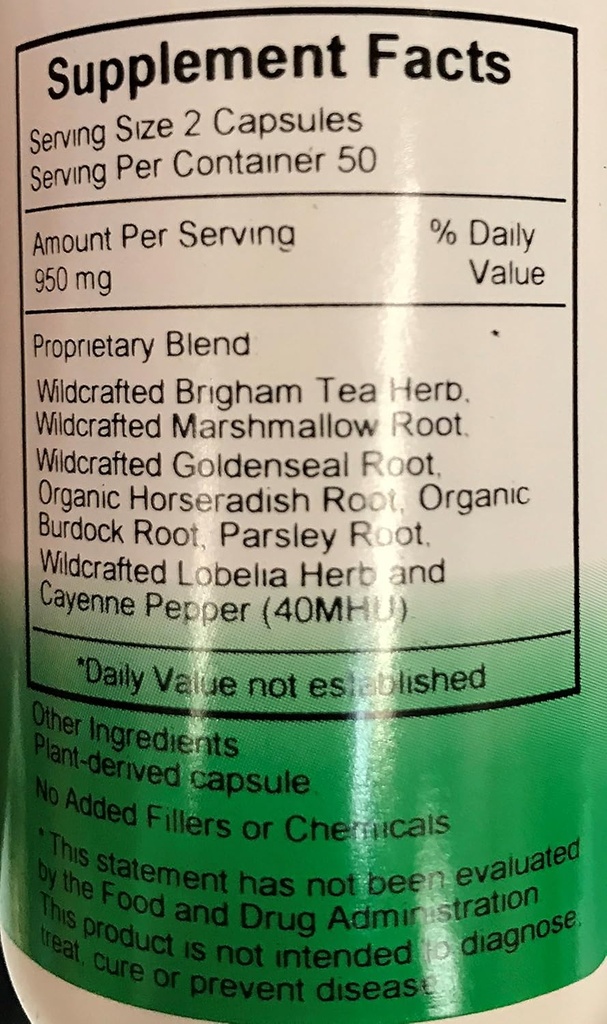 Supplement Facts
Serving Size 2 Capsules
Serving Per Container 50
Amount Per Serving % Daily
950 mg Value
Proprietary Blend *
Wildcrafted Brigham Tea Herb,
Wildcrafted Marshmallow Root,
Wildcrafted Goldenseal Root,
Organic Horseradish Root, Organic
Burdock Root, Parsley Root,
Wildcrafted Lobelia Herb and
Cayenne Pepper (40MHU)
*Daily Value not established
Other Ingredients
Plant-derived capsule
No Added Fillers or Chemicals
*This statement has not been evaluated
by the Food and Drug Administration
This product is not intended to diagnose,
treat, cure or prevent disease